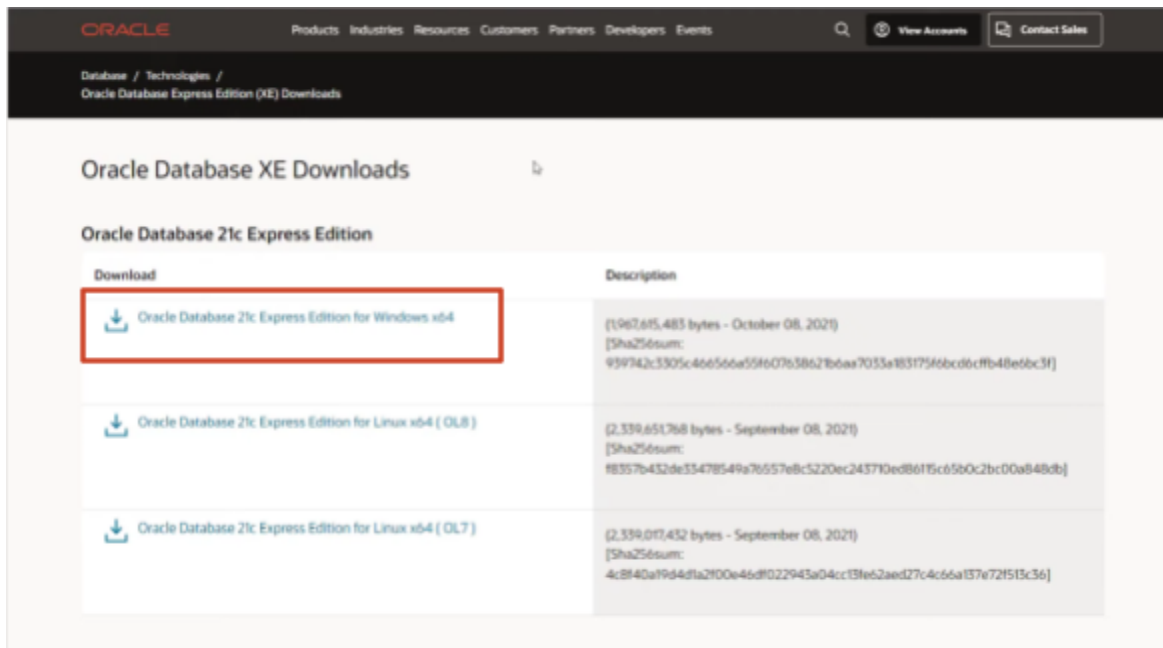 ORACLE
Products Industries Resources Customers Partners Developers Events
View Accounts
Contact Sales
Database / Technologies /
Oracle Database Express Edition (XE) Downloads
Oracle Database XE Downloads
Oracle Database 21c Express Edition
Download
Description
Oracle Database 21c Express Edition for Windows x64
(1,967,615,483 bytes - October 08, 2021)
[Sha256sum:
Oracle Database 21c Express Edition for Linux x64 ( OL8 )
(2,339,651,768 bytes - September 08, 2021)
[Sha256sum:
Oracle Database 21c Express Edition for Linux x64 ( OL7 )
(2,339,017,432 bytes - September 08, 2021)
[Sha256sum: